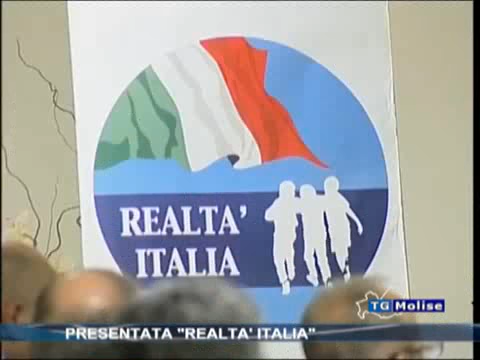 REALTA'
ITALIA
TG Molise
PRESENTATA "REALTA' ITALIA"